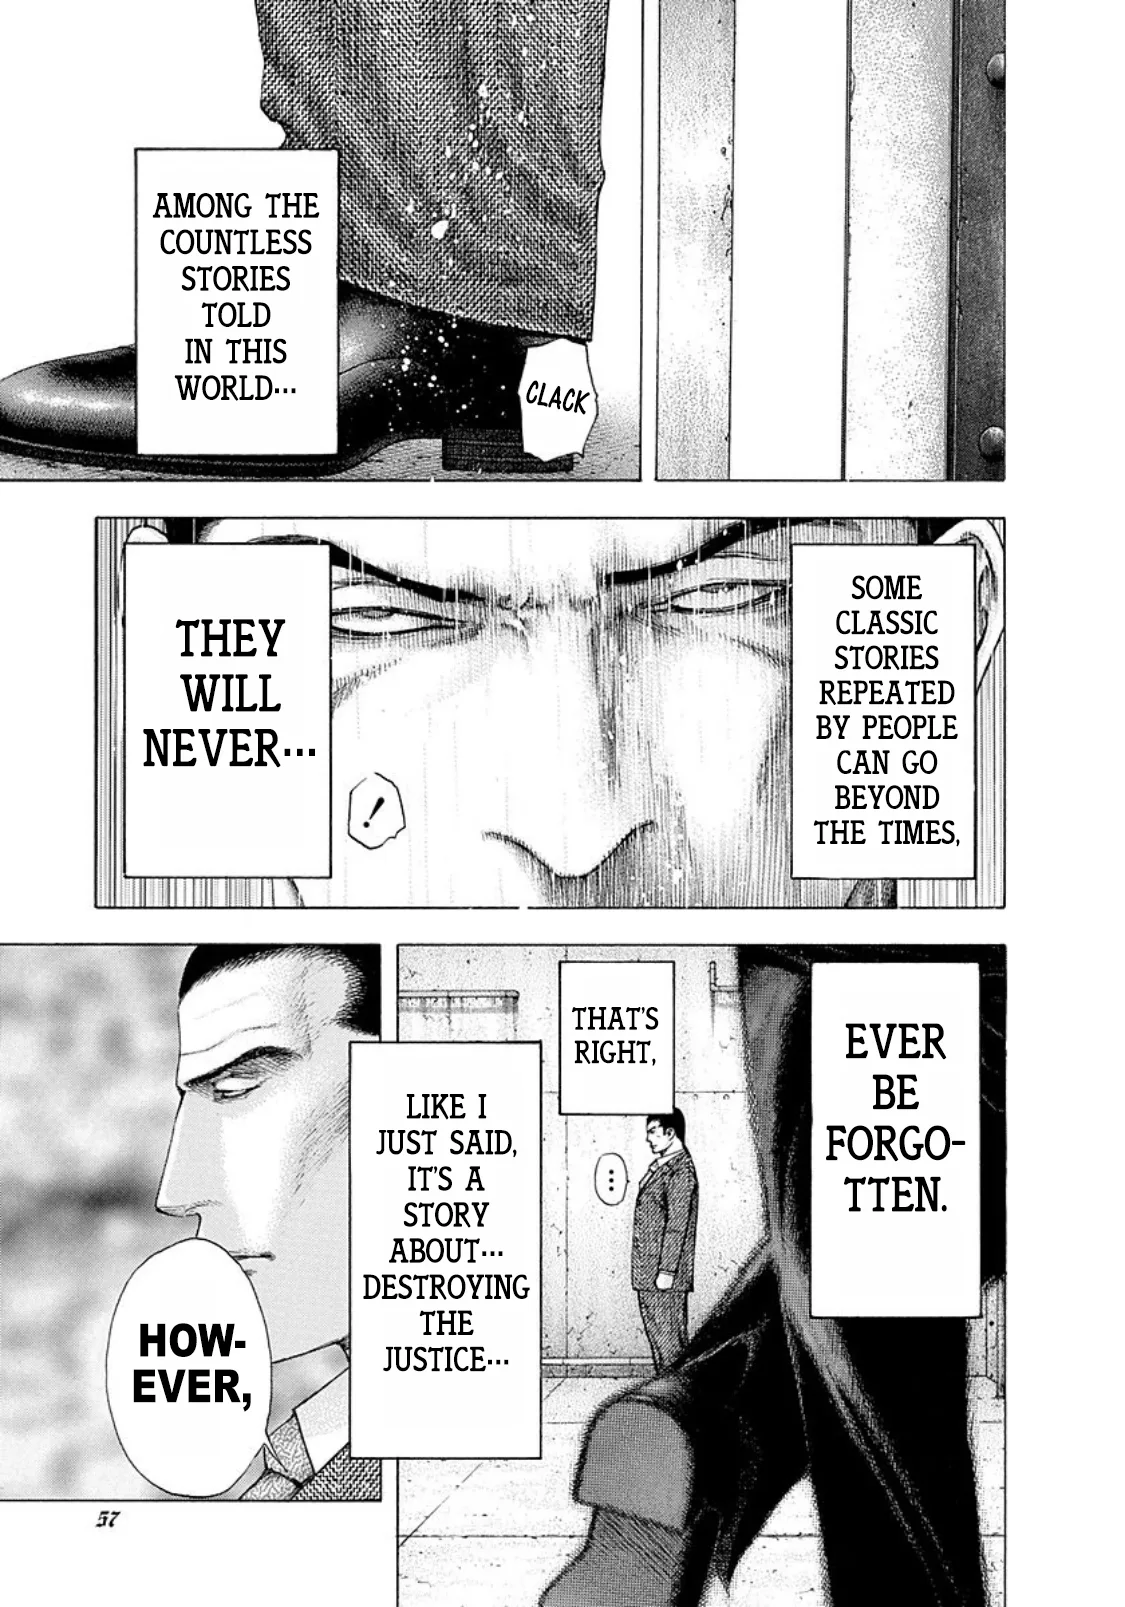 AMONG THE
COUNTLESS
STORIES
TOLD
IN THIS
WORLD…
CLACK
SOME
CLASSIC
STORIES
REPEATED
BY PEOPLE
CAN GO
BEYOND
THE TIMES,
THEY
WILL
NEVER…
!
EVER
BE
FORGO-
TTEN.
THAT'S
RIGHT,
…
LIKE I
JUST SAID,
IT'S A
STORY
ABOUT…
DESTROYING
THE
JUSTICE…
HOW-
EVER,
57